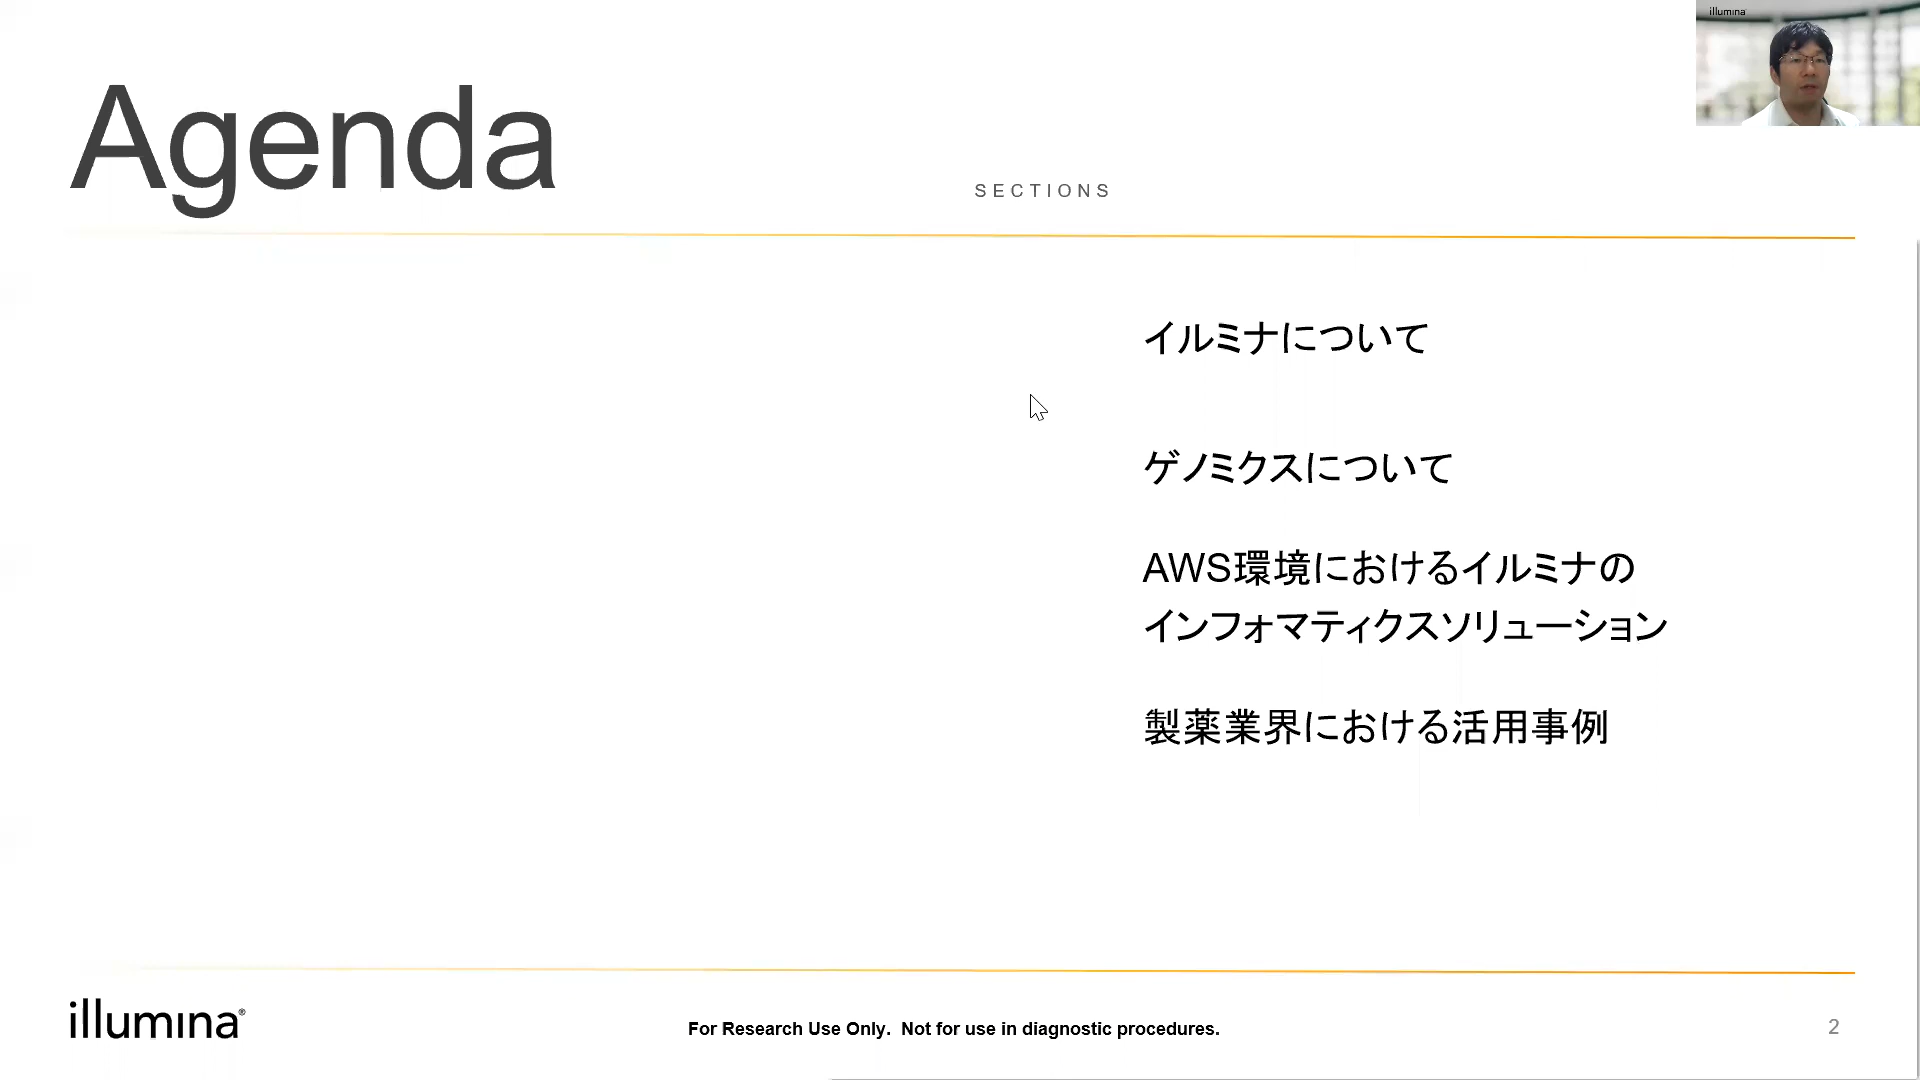 illumina
Agenda
SECTIONS
イルミナについて
ゲノミクスについて
AWS環境におけるイルミナの
インフォマティクスソリューション
製薬業界における活用事例
illumina®
For Research Use Only. Not for use in diagnostic procedures.
2